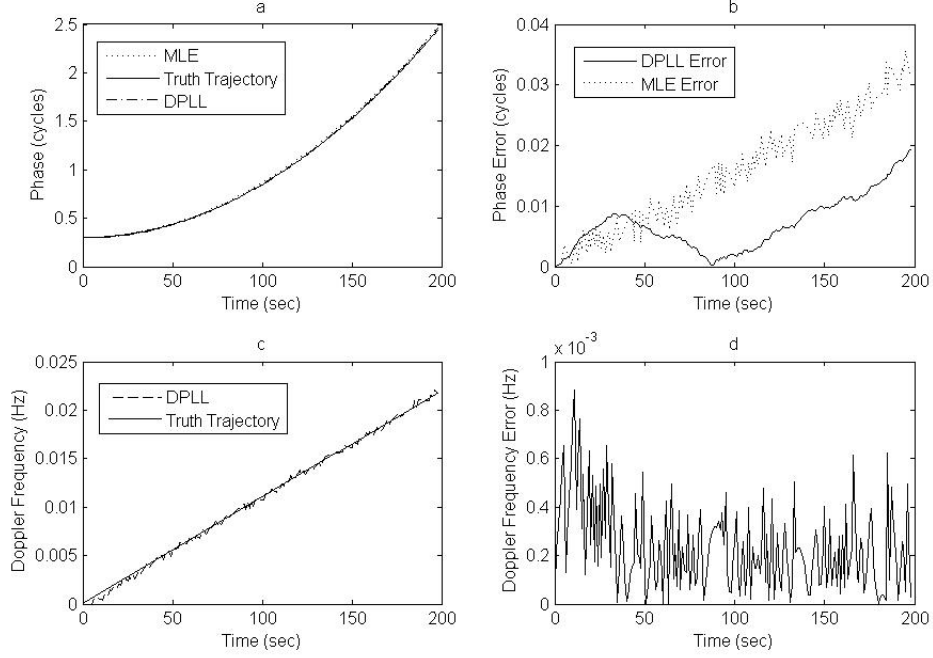 a
2.5
2
1.5
1
0.5
0
Phase (cycles)
MLE
Truth Trajectory
DPLL
0 50 100 150 200
Time (sec)
b
0.04
0.03
0.02
0.01
0
Phase Error (cycles)
DPLL Error
MLE Error
0 50 100 150 200
Time (sec)
c
0.025
0.02
0.015
0.01
0.005
0
Doppler Frequency (Hz)
DPLL
Truth Trajectory
0 50 100 150 200
Time (sec)
d
x 10⁻³
1
0.8
0.6
0.4
0.2
0
Doppler Frequency Error (Hz)
0 50 100 150 200
Time (sec)